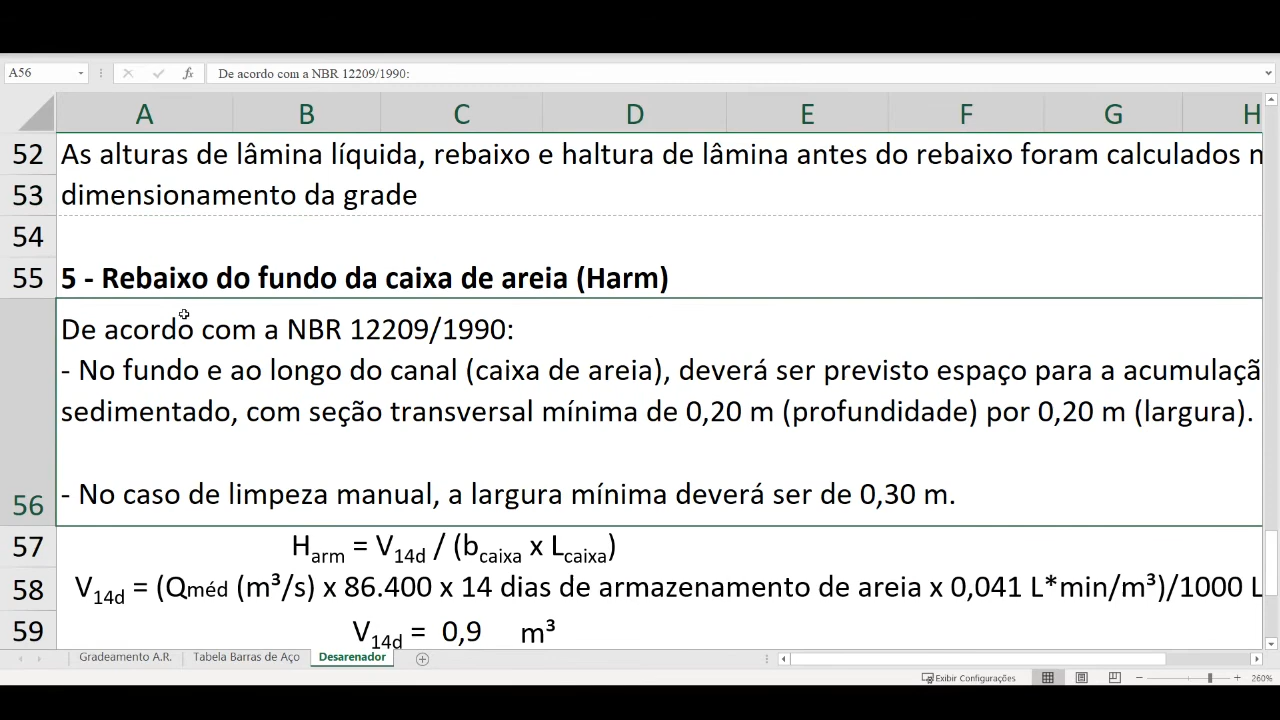 A56 fx De acordo com a NBR 12209/1990:
A B C D E F G H
52 As alturas de lâmina líquida, rebaixo e haltura de lâmina antes do rebaixo foram calculados n
53 dimensionamento da grade
54
55 5 - Rebaixo do fundo da caixa de areia (Harm)
De acordo com a NBR 12209/1990:
- No fundo e ao longo do canal (caixa de areia), deverá ser previsto espaço para a acumulaçã
sedimentado, com seção transversal mínima de 0,20 m (profundidade) por 0,20 m (largura).
56 - No caso de limpeza manual, a largura mínima deverá ser de 0,30 m.
57 Harm = V14d / (bcaixa x Lcaixa)
58 V14d = (Qméd (m³/s) x 86.400 x 14 dias de armazenamento de areia x 0,041 L*min/m³)/1000 L
59 V14d = 0,9 m³
Gradeamento A.R. Tabela Barras de Aço Desarenador
Exibir Configurações 260%